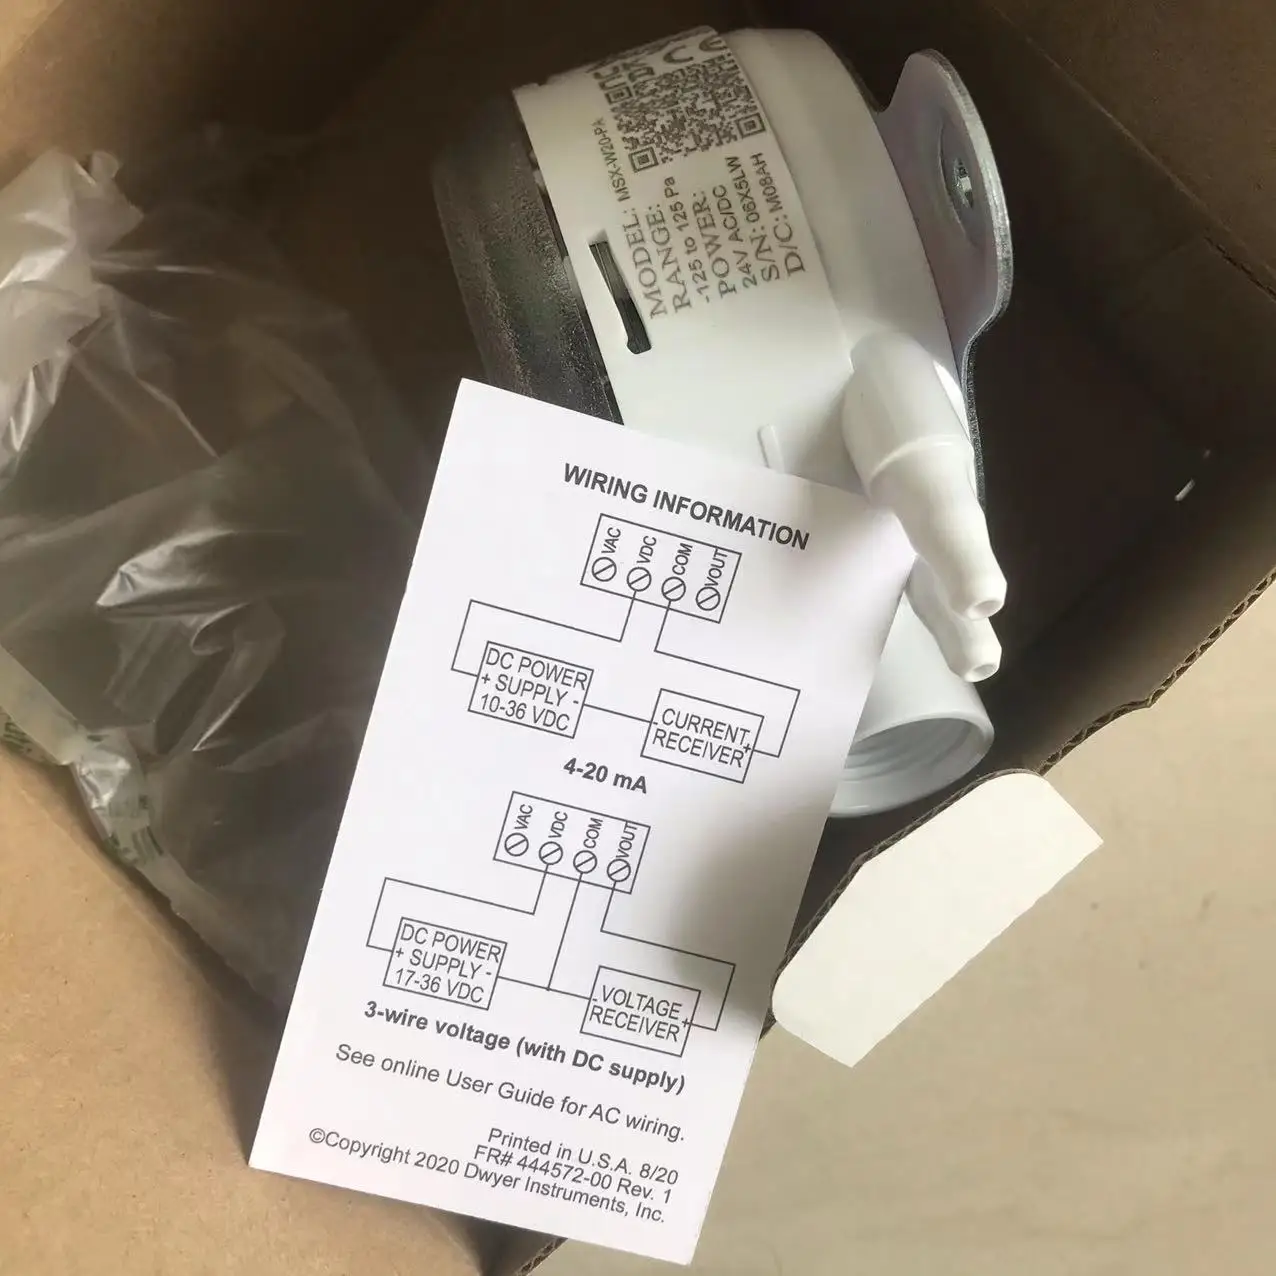 MODEL: MSX-W20-PA
RANGE:
-125 to 125 Pa
POWER:
24V AC/DC
S/N: 06X5LW
D/C: M08AH
WIRING INFORMATION
VAC VDC COM VOUT
DC POWER
+ SUPPLY -
10-36 VDC
- CURRENT
RECEIVER +
4-20 mA
VAC VDC COM VOUT
DC POWER
+ SUPPLY -
17-36 VDC
- VOLTAGE
RECEIVER +
3-wire voltage (with DC supply)
See online User Guide for AC wiring.
Printed in U.S.A. 8/20
FR# 444572-00 Rev. 1
©Copyright 2020 Dwyer Instruments, Inc.